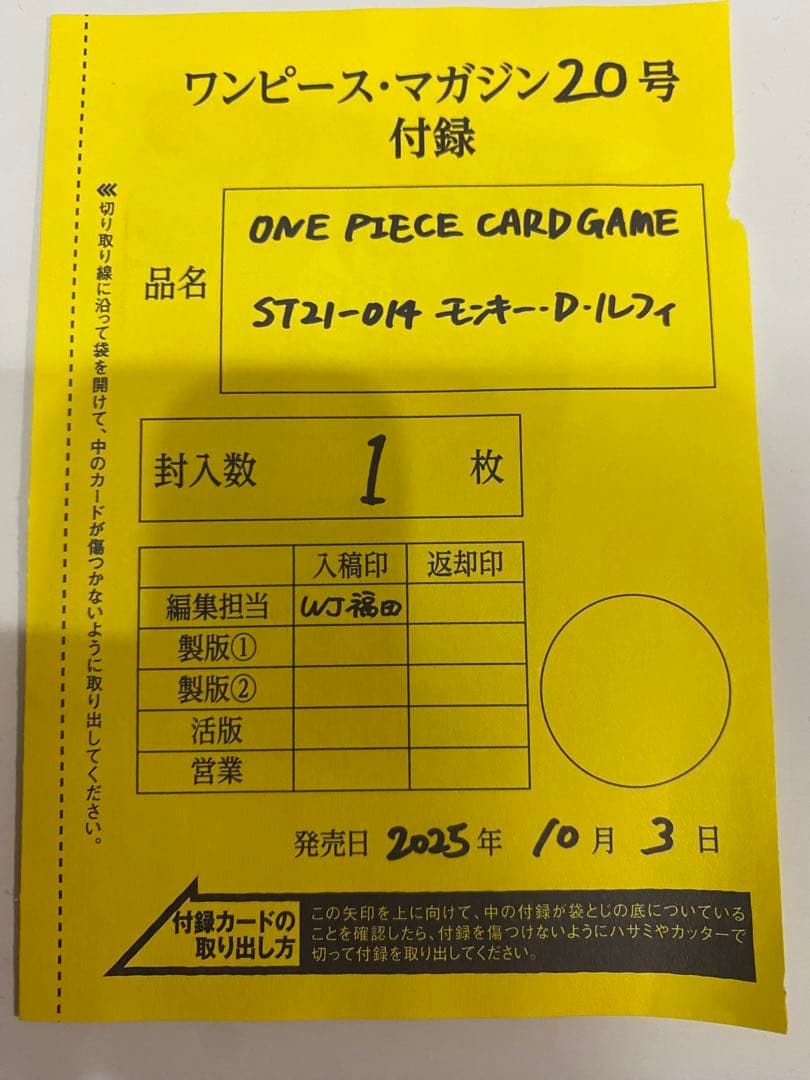 ワンピース・マガジン20号
付録
品名
ONE PIECE CARD GAME
ST21-014 モンキー・D・ルフィ
封入数 1 枚
入稿印 返却印
編集担当 WJ福田
製版①
製版②
活版
営業
発売日 2025年 10月 3日
付録カードの
取り出し方
この矢印を上に向けて、中の付録が袋とじの底についている
ことを確認したら、付録を傷つけないようにハサミやカッターで
切って付録を取り出してください。
<<<切り取り線に沿って袋を開けて、中のカードが傷つかないように取り出してください。